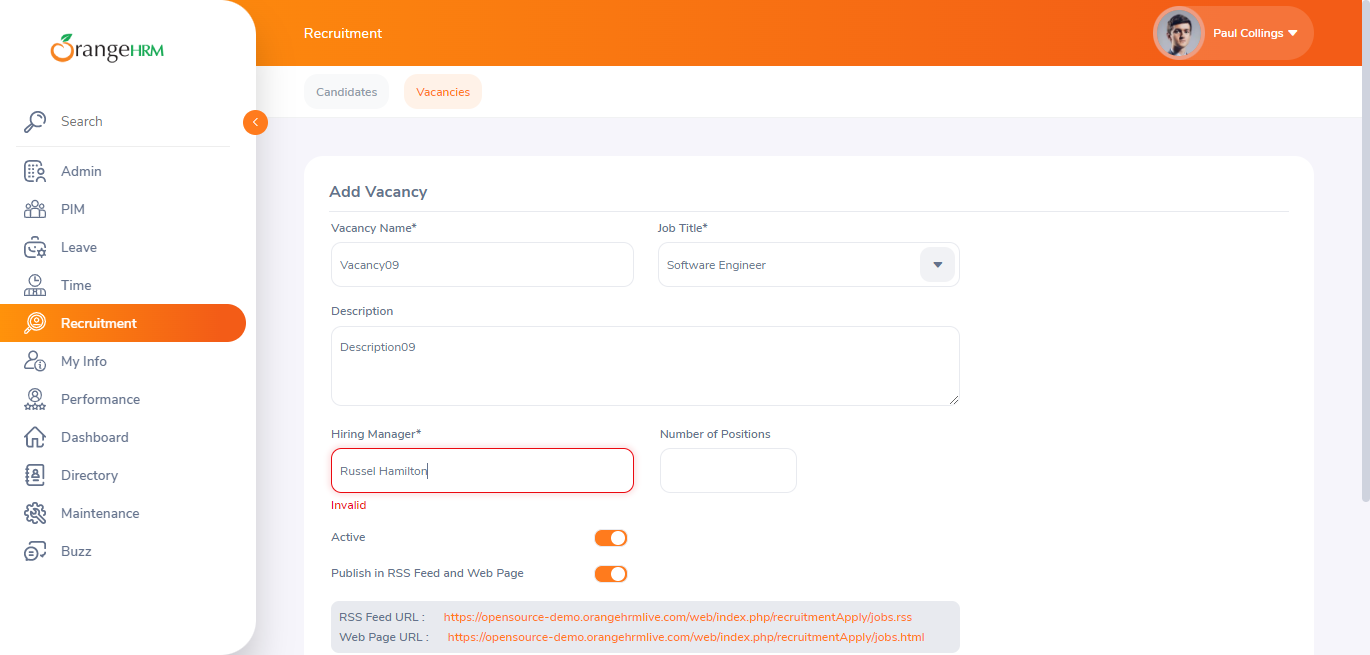 OrangeHRM
Recruitment
Paul Collings
Candidates
Vacancies
Search
Admin
PIM
Leave
Time
Recruitment
My Info
Performance
Dashboard
Directory
Maintenance
Buzz
Add Vacancy
Vacancy Name*
Job Title*
Vacancy09
Software Engineer
Description
Description09
Hiring Manager*
Number of Positions
Russel Hamilton
Invalid
Active
Publish in RSS Feed and Web Page
RSS Feed URL : https://opensource-demo.orangehrmlive.com/web/index.php/recruitmentApply/jobs.rss
Web Page URL : https://opensource-demo.orangehrmlive.com/web/index.php/recruitmentApply/jobs.html